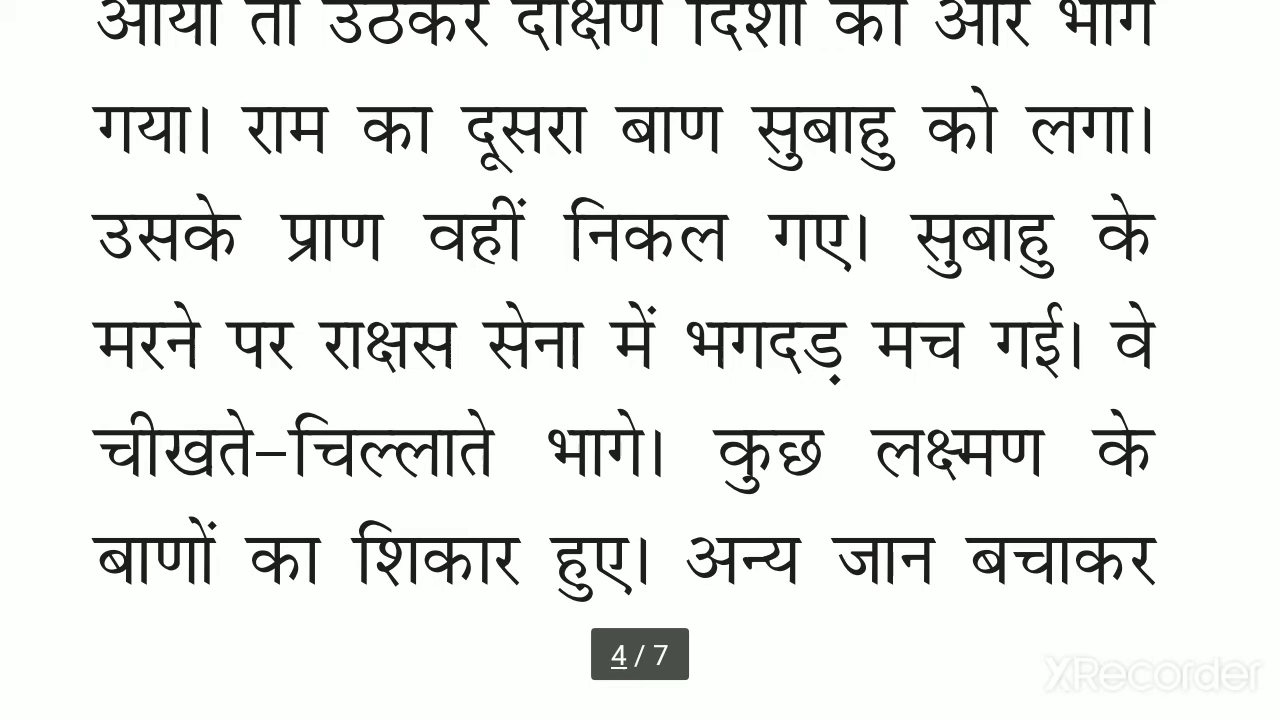 आया तो उठकर दक्षिण दिशा की ओर भाग
गया। राम का दूसरा बाण सुबाहु को लगा।
उसके प्राण वहीं निकल गए। सुबाहु के
मरने पर राक्षस सेना में भगदड़ मच गई। वे
चीखते-चिल्लाते भागे। कुछ लक्ष्मण के
बाणों का शिकार हुए। अन्य जान बचाकर
4 / 7
XRecorder